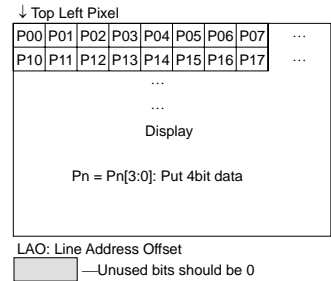 ↓ Top Left Pixel
P00 P01 P02 P03 P04 P05 P06 P07 ...
P10 P11 P12 P13 P14 P15 P16 P17 ...
...
...
Display
Pn = Pn[3:0]: Put 4bit data
LAO: Line Address Offset
—Unused bits should be 0